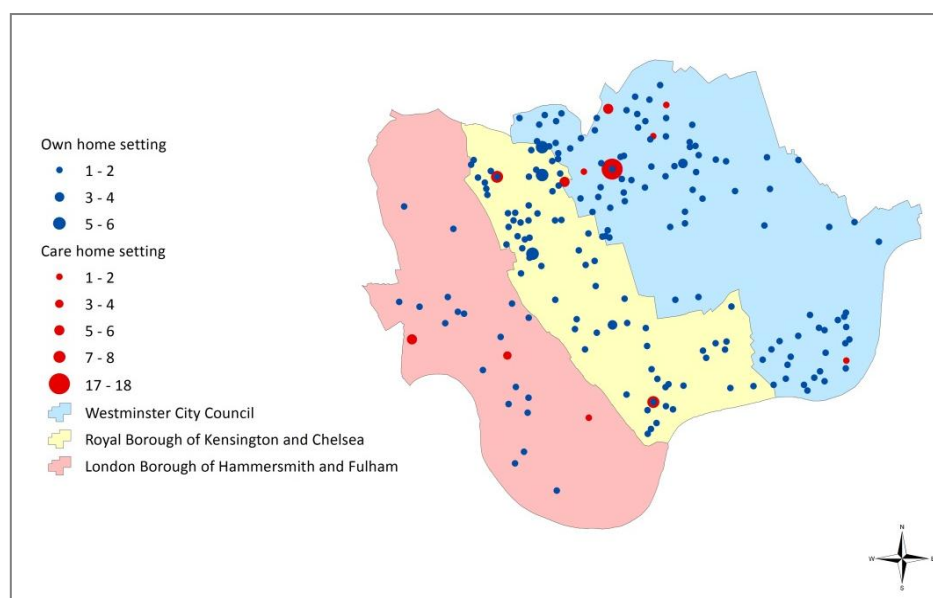 Own home setting
1 - 2
3 - 4
5 - 6
Care home setting
1 - 2
3 - 4
5 - 6
7 - 8
17 - 18
Westminster City Council
Royal Borough of Kensington and Chelsea
London Borough of Hammersmith and Fulham
N
W E
S